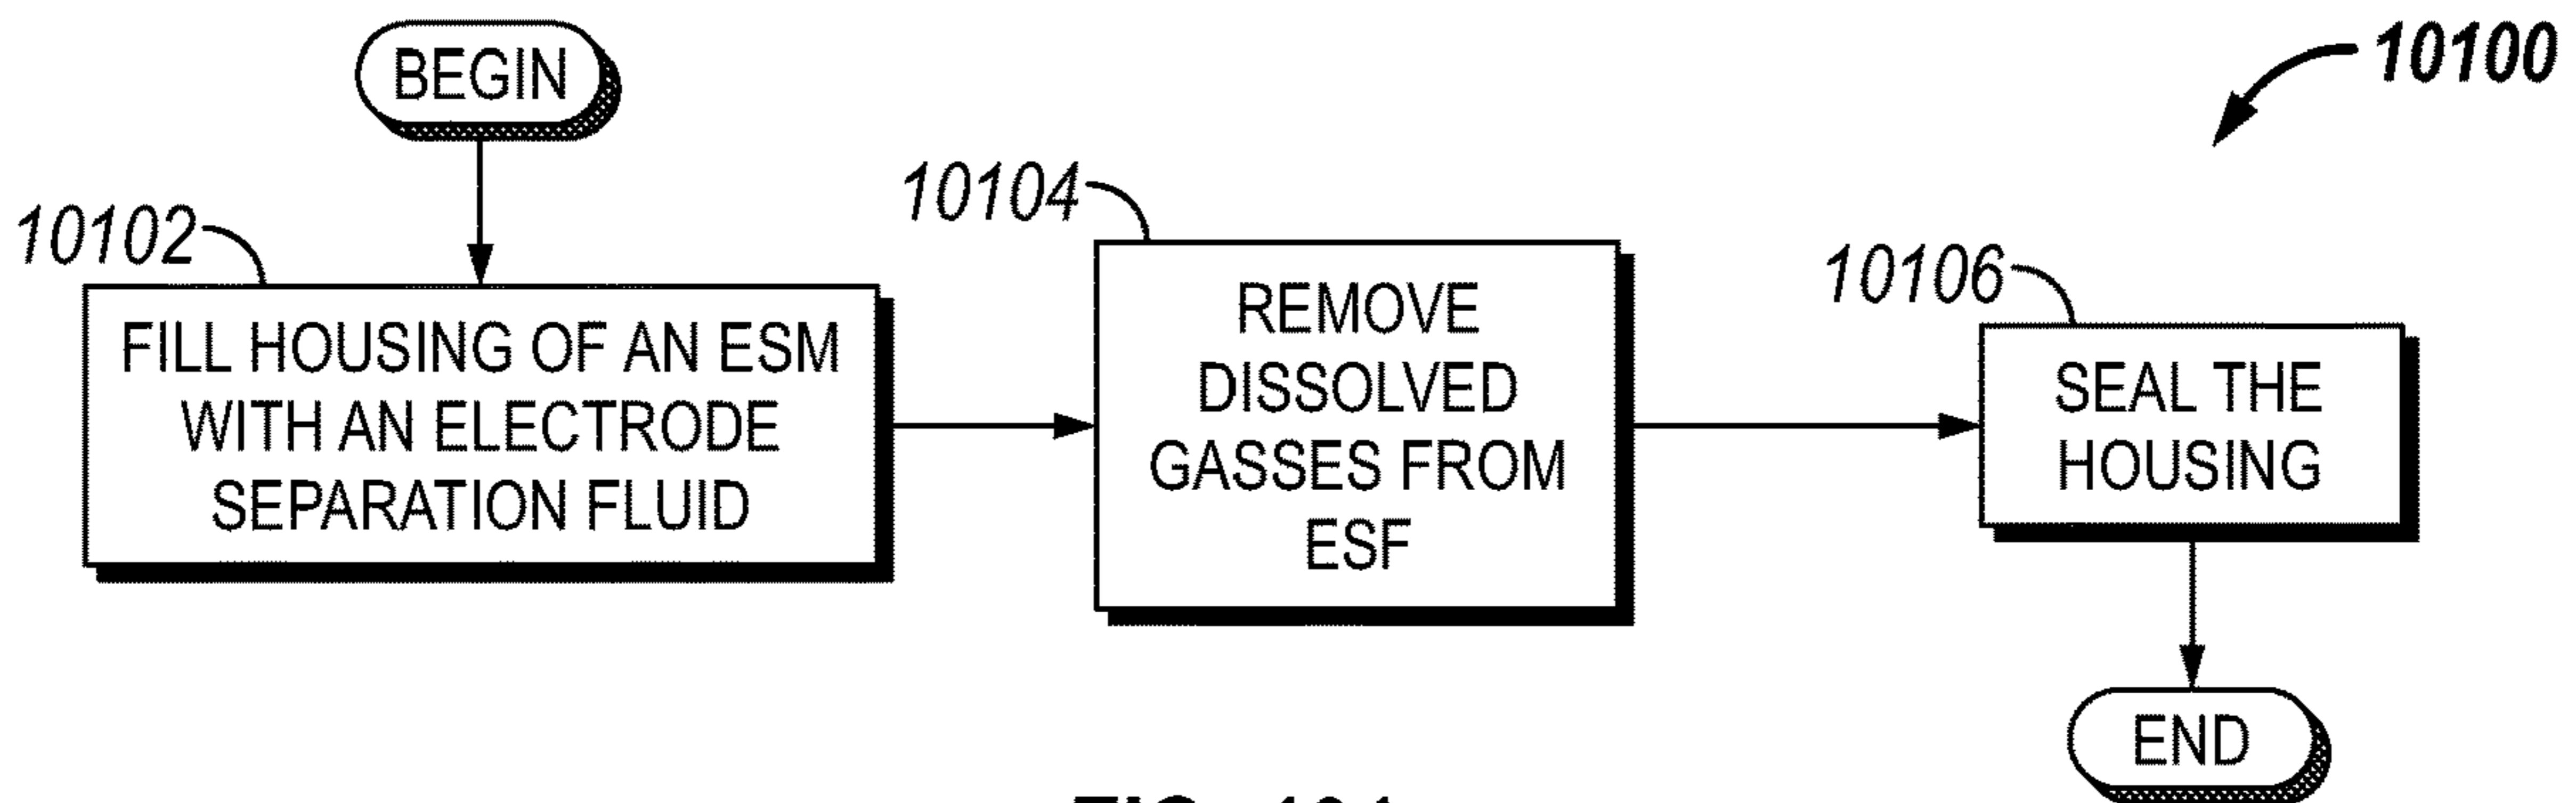 BEGIN
10100
10102
FILL HOUSING OF AN ESM
WITH AN ELECTRODE
SEPARATION FLUID
10104
REMOVE
DISSOLVED
GASSES FROM
ESF
10106
SEAL THE
HOUSING
END